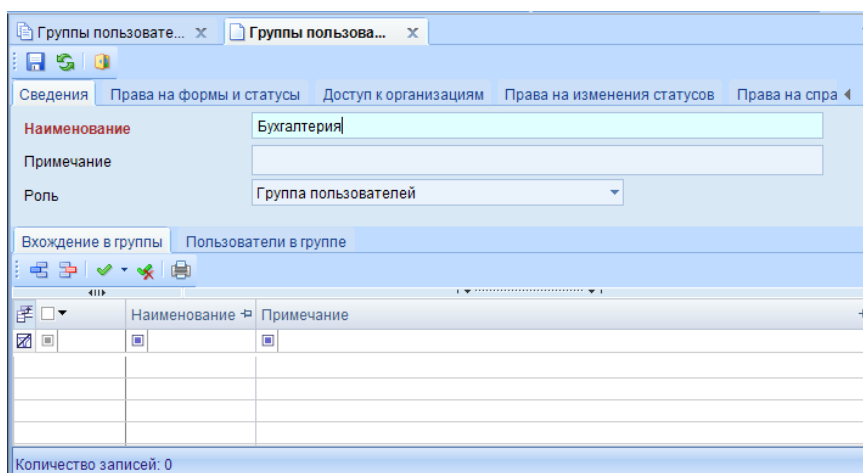 Группы пользовате... X Группы пользова... X
Сведения Права на формы и статусы Доступ к организациям Права на изменения статусов Права на спра
Наименование Бухгалтерия
Примечание
Роль Группа пользователей
Вхождение в группы Пользователи в группе
Наименование Примечание
Количество записей: 0